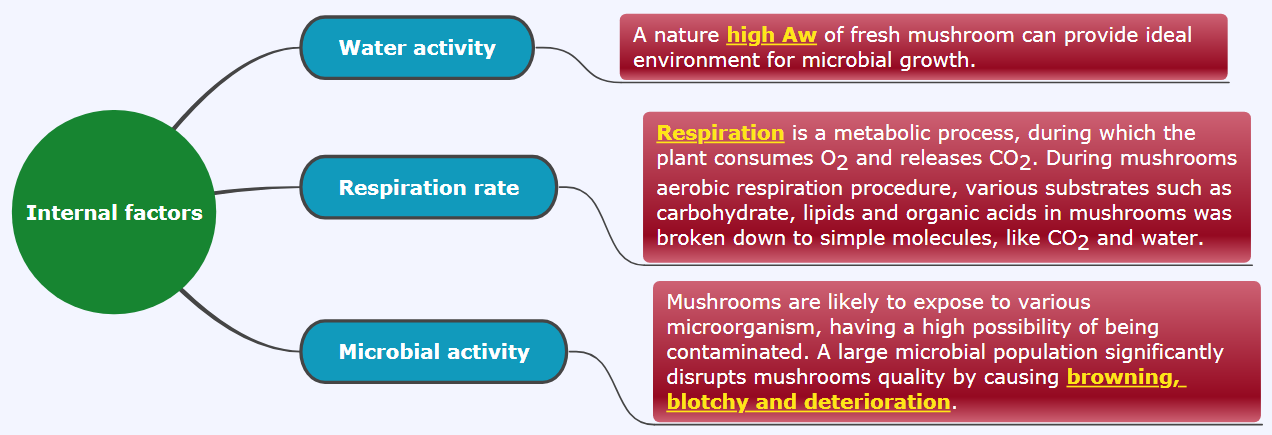 Internal factors
Water activity
A nature high Aw of fresh mushroom can provide ideal
environment for microbial growth.
Respiration rate
Respiration is a metabolic process, during which the
plant consumes O2 and releases CO2. During mushrooms
aerobic respiration procedure, various substrates such as
carbohydrate, lipids and organic acids in mushrooms was
broken down to simple molecules, like CO2 and water.
Microbial activity
Mushrooms are likely to expose to various
microorganism, having a high possibility of being
contaminated. A large microbial population significantly
disrupts mushrooms quality by causing browning,
blotchy and deterioration.